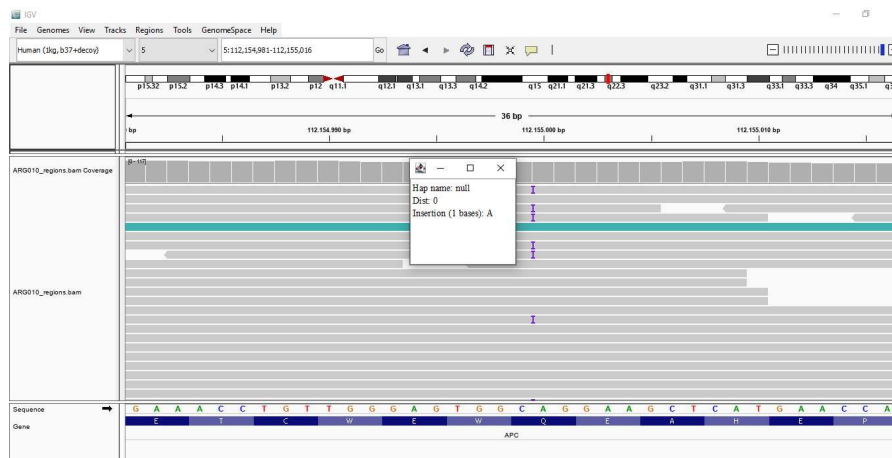 IGV
File Genomes View Tracks Regions Tools GenomeSpace Help
Human (1kg, b37+decoy) 5 5:112,154,981-112,155,016 Go
p15.32 p15.2 p14.3 p14.1 p13.2 p12 q11.1 q12.1 q13.1 q13.3 q14.2 q15 q21.1 q21.3 q22.3 q23.2 q31.1 q31.3 q33.1 q33.3 q34 q35.1
36 bp
bp 112.154.990 bp 112.155.000 bp 112.155.010 bp
[0 - 117]
ARG010_regions.bam Coverage
Hap name: null
Dist: 0
Insertion (1 bases): A
ARG010_regions.bam
Sequence G A A A C C T G T T G G G A G T G G C A G G A A G C T C A T G A A C C A
Gene E T C W E W Q E A H E P
APC